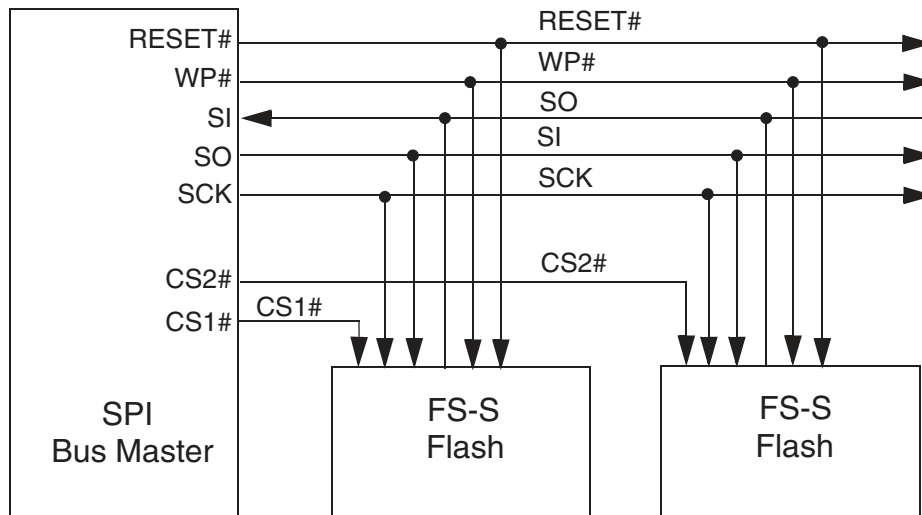 RESET#
RESET#
WP#
WP#
SI
SO
SO
SI
SCK
SCK
CS2#
CS2#
CS1#
CS1#
SPI
Bus Master
FS-S
Flash
FS-S
Flash